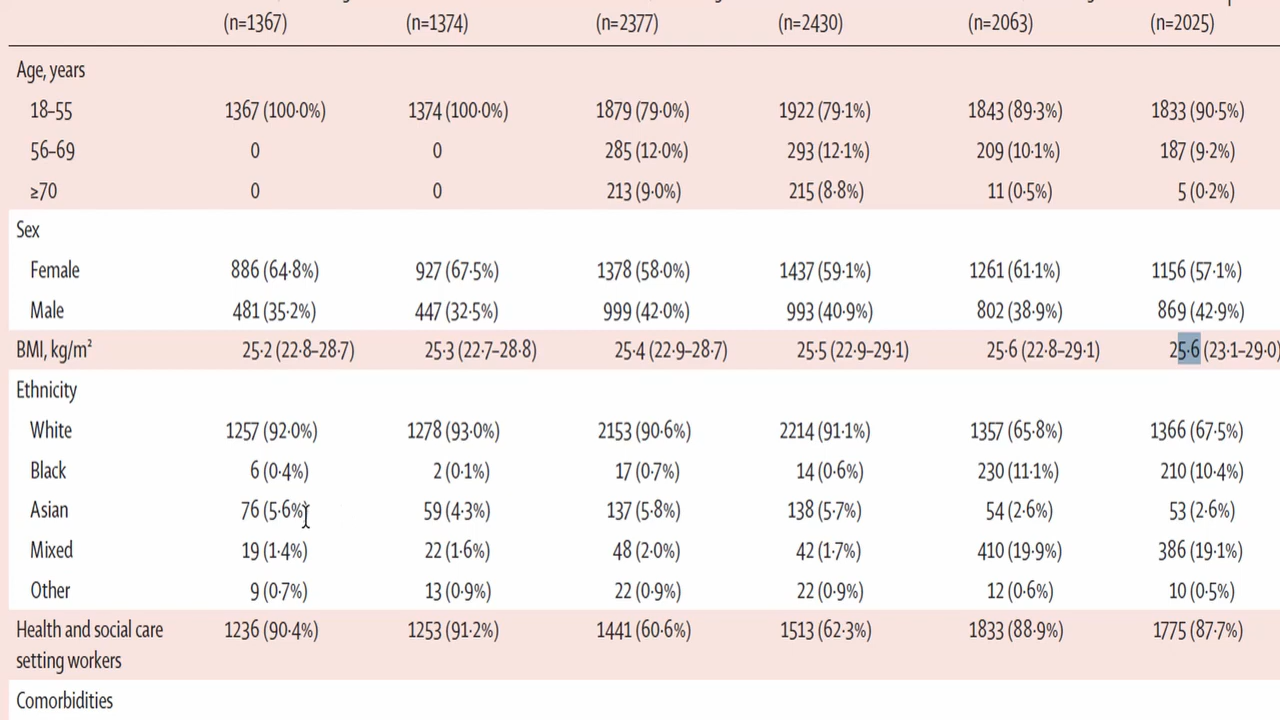 (n=1367) (n=1374) (n=2377) (n=2430) (n=2063) (n=2025)
Age, years
18–55 1367 (100·0%) 1374 (100·0%) 1879 (79·0%) 1922 (79·1%) 1843 (89·3%) 1833 (90·5%)
56–69 0 0 285 (12·0%) 293 (12·1%) 209 (10·1%) 187 (9·2%)
≥70 0 0 213 (9·0%) 215 (8·8%) 11 (0·5%) 5 (0·2%)
Sex
Female 886 (64·8%) 927 (67·5%) 1378 (58·0%) 1437 (59·1%) 1261 (61·1%) 1156 (57·1%)
Male 481 (35·2%) 447 (32·5%) 999 (42·0%) 993 (40·9%) 802 (38·9%) 869 (42·9%)
BMI, kg/m² 25·2 (22·8–28·7) 25·3 (22·7–28·8) 25·4 (22·9–28·7) 25·5 (22·9–29·1) 25·6 (22·8–29·1) 25·6 (23·1–29·0)
Ethnicity
White 1257 (92·0%) 1278 (93·0%) 2153 (90·6%) 2214 (91·1%) 1357 (65·8%) 1366 (67·5%)
Black 6 (0·4%) 2 (0·1%) 17 (0·7%) 14 (0·6%) 230 (11·1%) 210 (10·4%)
Asian 76 (5·6%) 59 (4·3%) 137 (5·8%) 138 (5·7%) 54 (2·6%) 53 (2·6%)
Mixed 19 (1·4%) 22 (1·6%) 48 (2·0%) 42 (1·7%) 410 (19·9%) 386 (19·1%)
Other 9 (0·7%) 13 (0·9%) 22 (0·9%) 22 (0·9%) 12 (0·6%) 10 (0·5%)
Health and social care 1236 (90·4%) 1253 (91·2%) 1441 (60·6%) 1513 (62·3%) 1833 (88·9%) 1775 (87·7%)
setting workers
Comorbidities